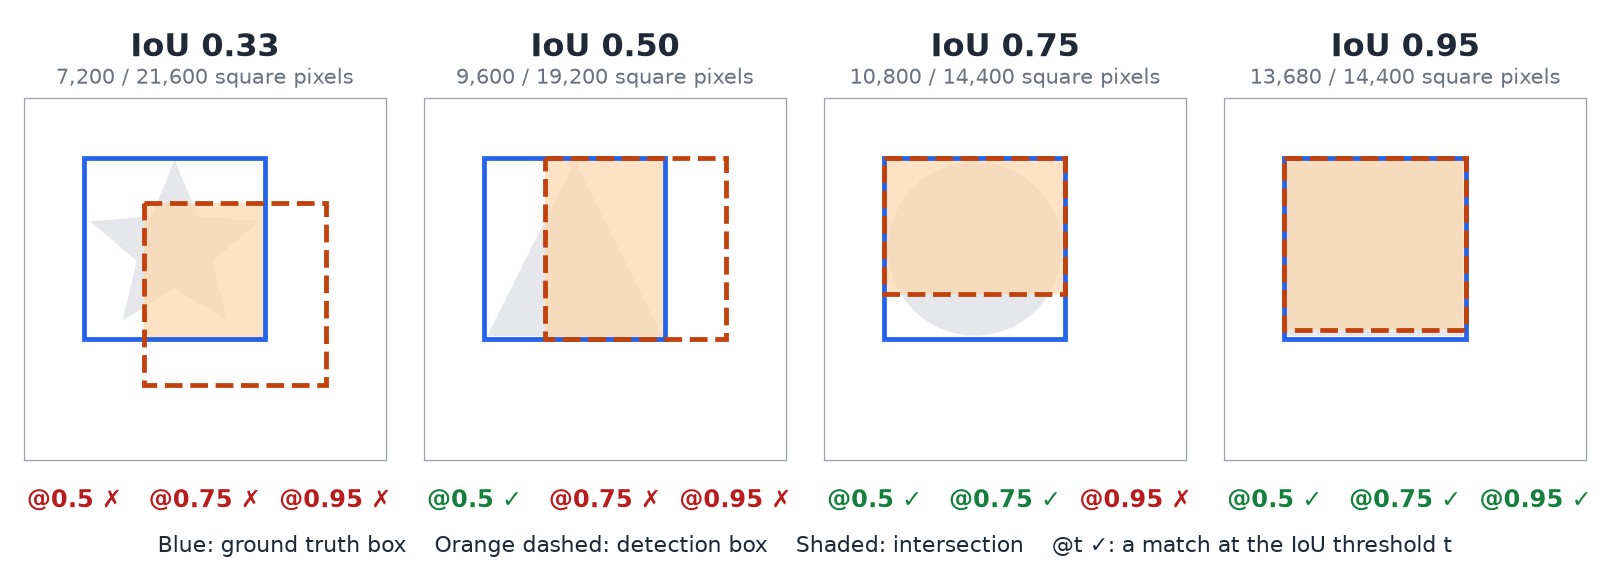 IoU 0.33
7,200 / 21,600 square pixels
@0.5 ✗ @0.75 ✗ @0.95 ✗
IoU 0.50
9,600 / 19,200 square pixels
@0.5 ✓ @0.75 ✗ @0.95 ✗
IoU 0.75
10,800 / 14,400 square pixels
@0.5 ✓ @0.75 ✓ @0.95 ✗
IoU 0.95
13,680 / 14,400 square pixels
@0.5 ✓ @0.75 ✓ @0.95 ✓
Blue: ground truth box Orange dashed: detection box Shaded: intersection @t ✓: a match at the IoU threshold t